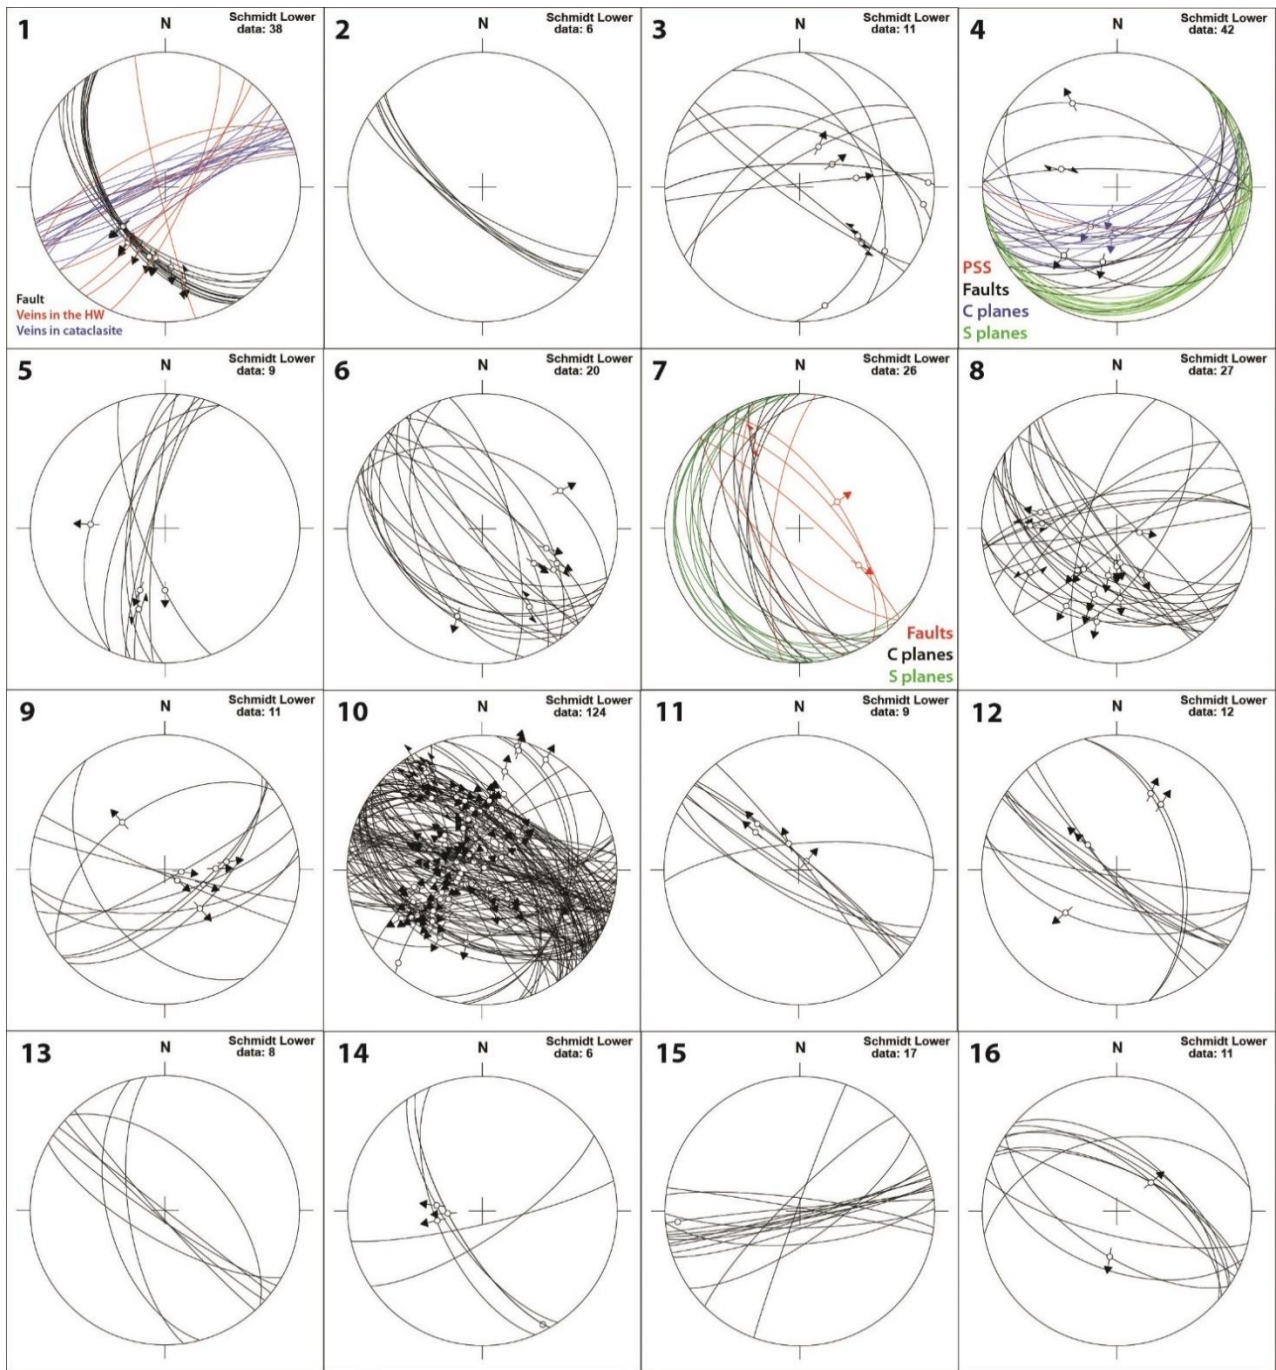 1
N
Schmidt Lower
data: 38
Fault
Veins in the HW
Veins in cataclasite
2
N
Schmidt Lower
data: 6
3
N
Schmidt Lower
data: 11
4
N
Schmidt Lower
data: 42
PSS
Faults
C planes
S planes
5
N
Schmidt Lower
data: 9
6
N
Schmidt Lower
data: 20
7
N
Schmidt Lower
data: 26
Faults
C planes
S planes
8
N
Schmidt Lower
data: 27
9
N
Schmidt Lower
data: 11
10
N
Schmidt Lower
data: 124
11
N
Schmidt Lower
data: 9
12
N
Schmidt Lower
data: 12
13
N
Schmidt Lower
data: 8
14
N
Schmidt Lower
data: 6
15
N
Schmidt Lower
data: 17
16
N
Schmidt Lower
data: 11